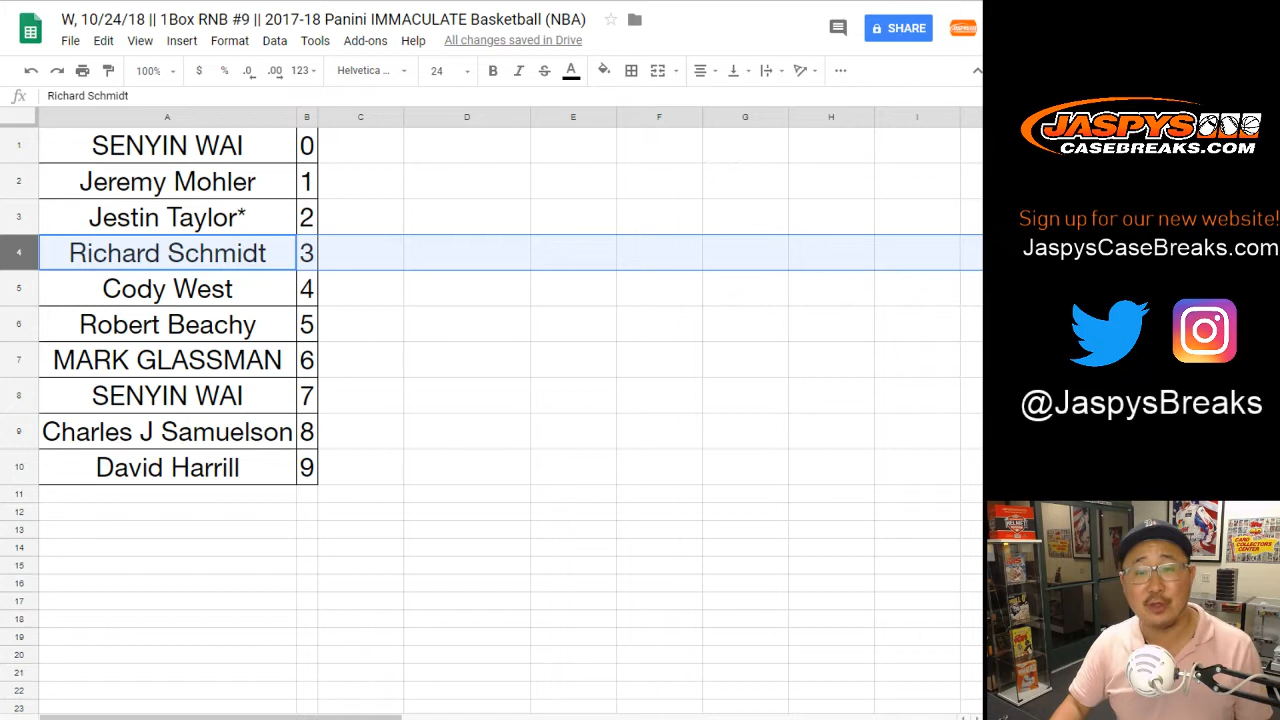 W, 10/24/18 || 1Box RNB #9 || 2017-18 Panini IMMACULATE Basketball (NBA)
File Edit View Insert Format Data Tools Add-ons Help All changes saved in Drive
SHARE
100% $ % .0 .00 123 Helvetica ... 24 B I S A
fx Richard Schmidt
A B C D E F G H I
1 SENYIN WAI 0
2 Jeremy Mohler 1
3 Jestin Taylor* 2
4 Richard Schmidt 3
5 Cody West 4
6 Robert Beachy 5
7 MARK GLASSMAN 6
8 SENYIN WAI 7
9 Charles J Samuelson 8
10 David Harrill 9
11
12
13
14
15
16
17
18
19
20
21
22
23
JASPYS
CASEBREAKS.COM
Sign up for our new website!
JaspysCaseBreaks.com
@JaspysBreaks
CARD
COLLECTORS
CENTER